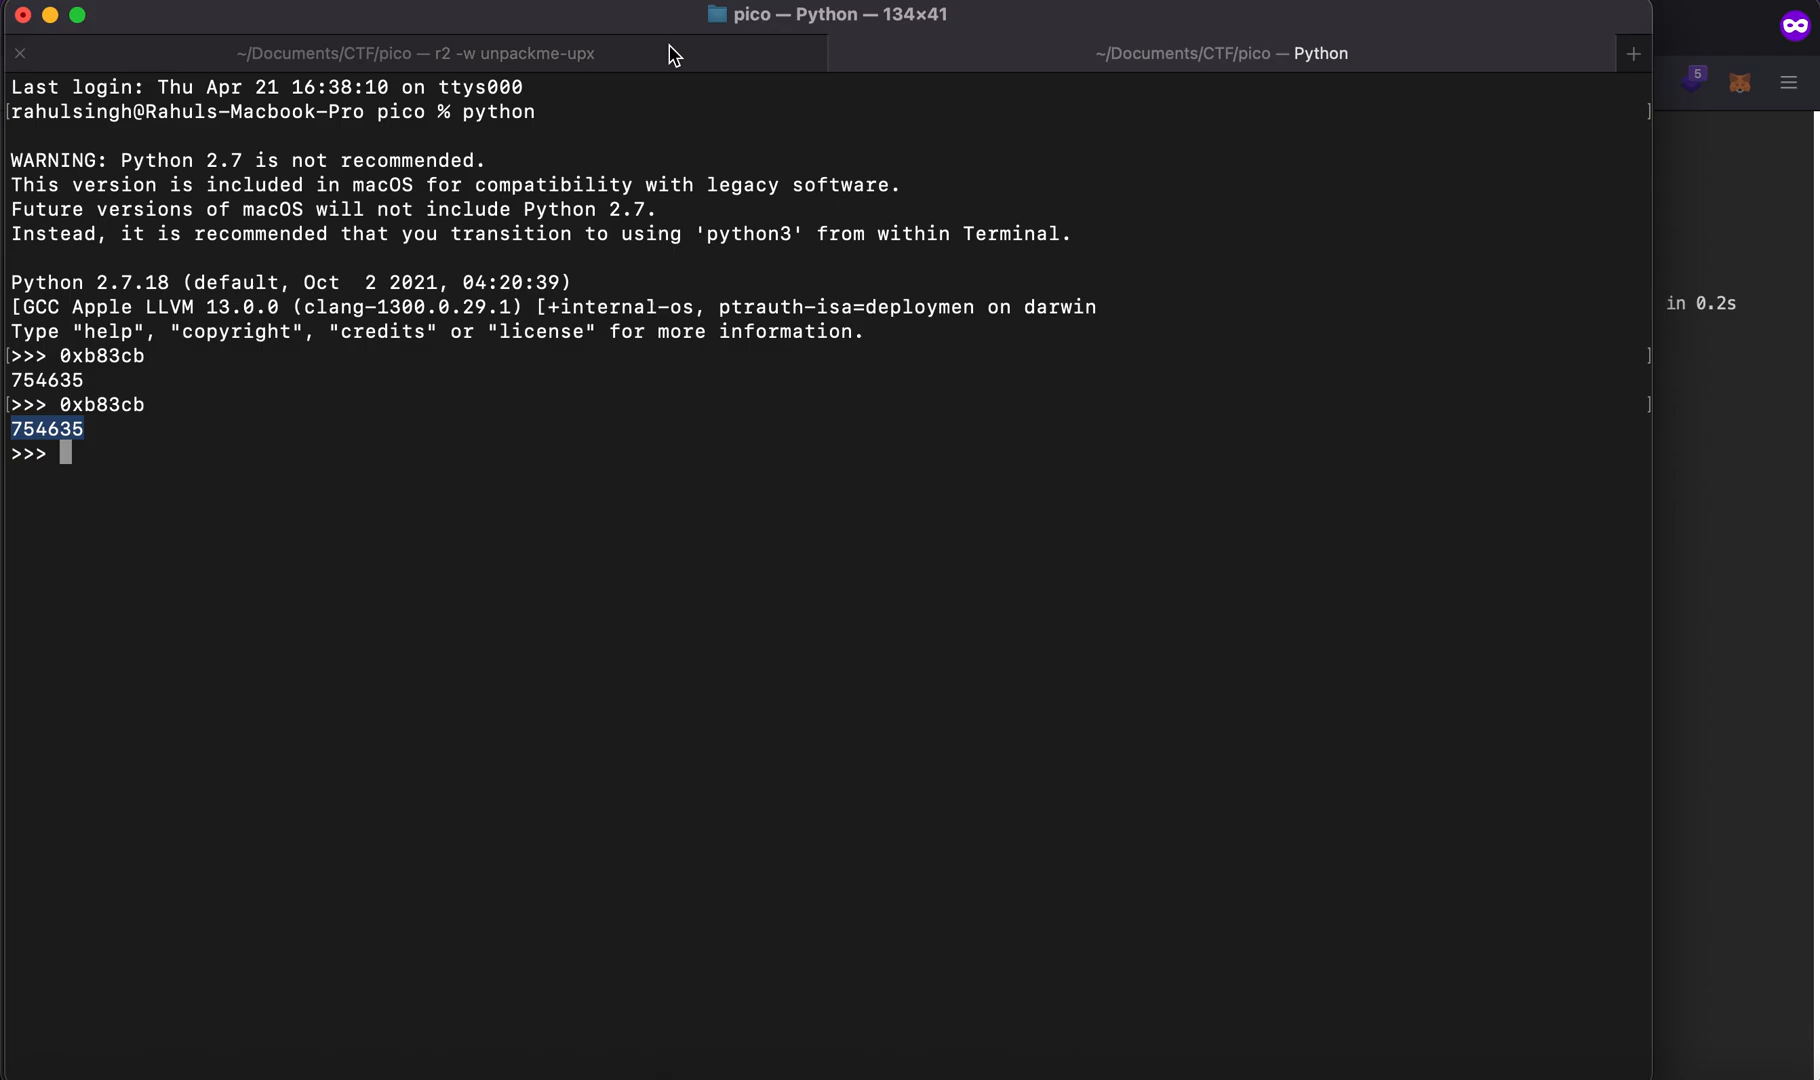 pico — Python — 134×41
~/Documents/CTF/pico — r2 -w unpackme-upx
~/Documents/CTF/pico — Python
5
Last login: Thu Apr 21 16:38:10 on ttys000
[rahulsingh@Rahuls-Macbook-Pro pico % python ]
WARNING: Python 2.7 is not recommended.
This version is included in macOS for compatibility with legacy software.
Future versions of macOS will not include Python 2.7.
Instead, it is recommended that you transition to using 'python3' from within Terminal.
Python 2.7.18 (default, Oct  2 2021, 04:20:39)
[GCC Apple LLVM 13.0.0 (clang-1300.0.29.1) [+internal-os, ptrauth-isa=deploymen on darwin
in 0.2s
Type "help", "copyright", "credits" or "license" for more information.
[>>> 0xb83cb ]
754635
[>>> 0xb83cb ]
754635
>>>